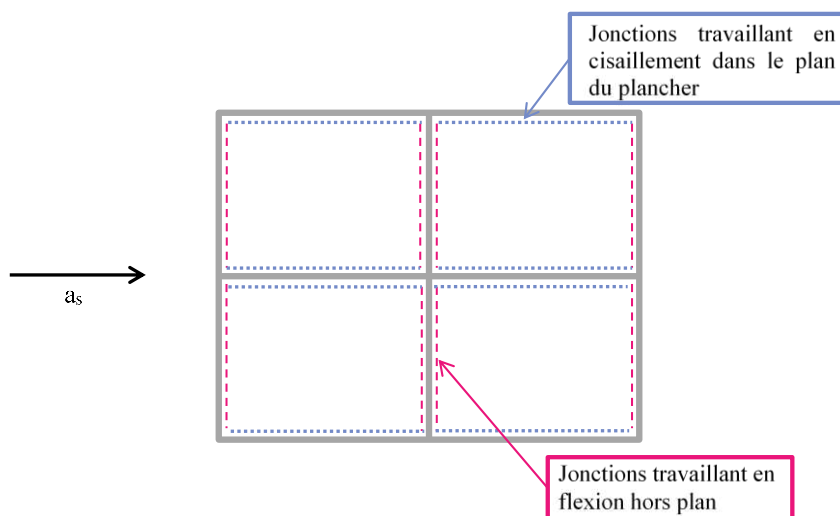 Jonctions travaillant en
cisaillement dans le plan
du plancher
as
Jonctions travaillant en
flexion hors plan